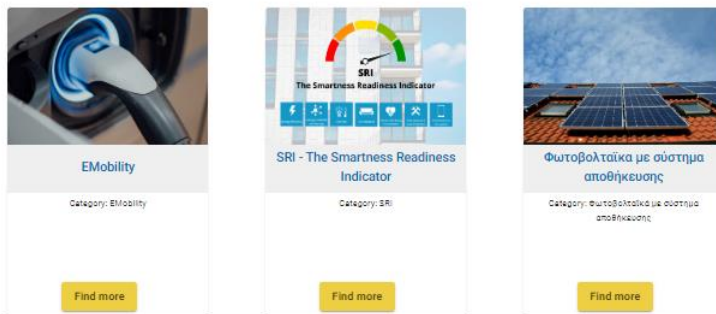 SRI
The Smartness Readiness Indicator
EMobility
SRI - The Smartness Readiness
Indicator
Φωτοβολταϊκα με σύστημα
αποθήκευσης
Category: EMobility
Category: SRI
Category: Φωτοβολταϊκά με σύστημα
αποθήκευσης
Find more
Find more
Find more